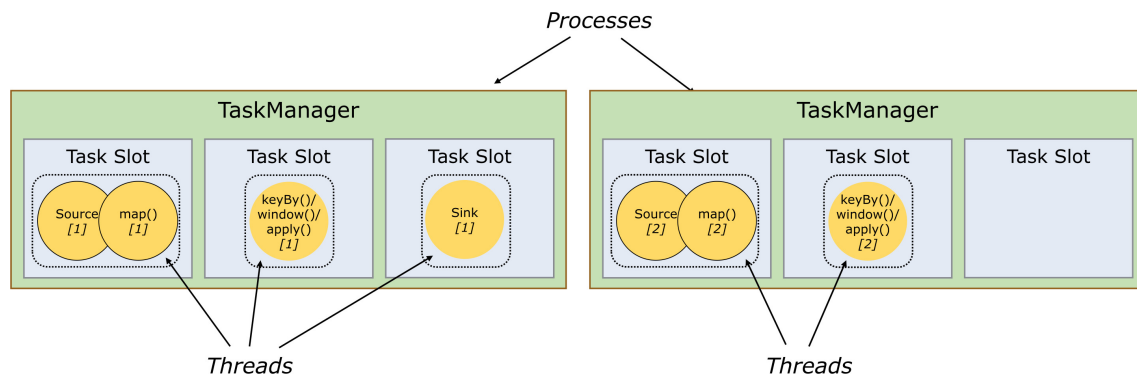 Processes
TaskManager
Task Slot
Source
[1]
map()
[1]
Task Slot
keyBy()/
window()/
apply()
[1]
Task Slot
Sink
[1]
TaskManager
Task Slot
Source
[2]
map()
[2]
Task Slot
keyBy()/
window()/
apply()
[2]
Task Slot
Threads
Threads